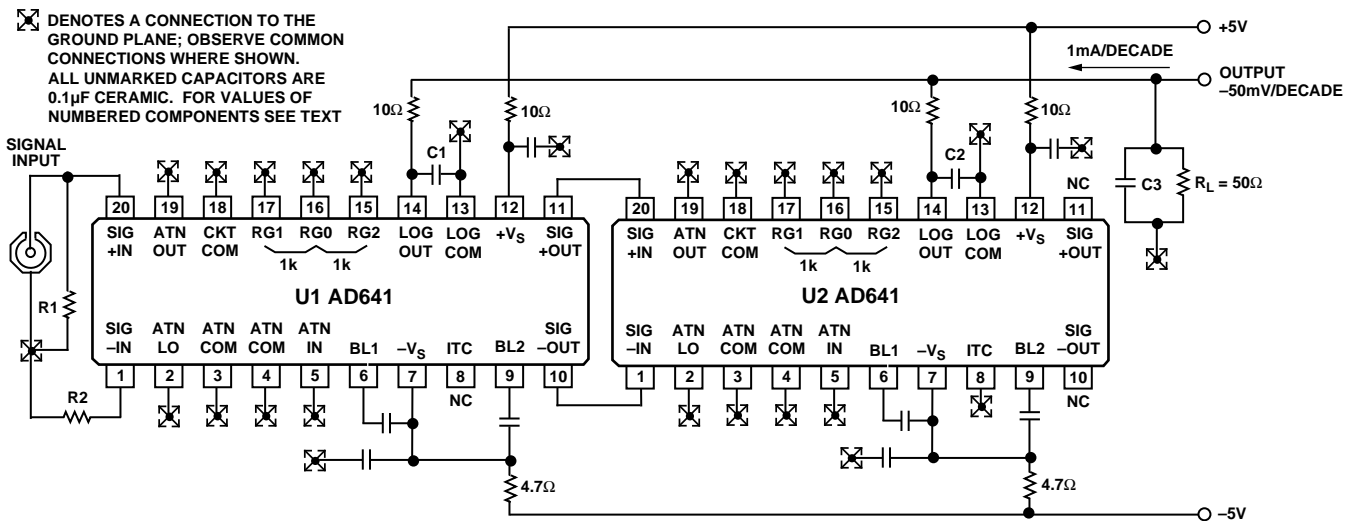 DENOTES A CONNECTION TO THE
GROUND PLANE; OBSERVE COMMON
CONNECTIONS WHERE SHOWN.
ALL UNMARKED CAPACITORS ARE
0.1µF CERAMIC. FOR VALUES OF
NUMBERED COMPONENTS SEE TEXT
+5V
1mA/DECADE
OUTPUT
–50mV/DECADE
10Ω
10Ω
10Ω
10Ω
SIGNAL
INPUT
C1
C2
NC
C3
RL = 50Ω
20 19 18 17 16 15 14 13 12 11
20 19 18 17 16 15 14 13 12 11
SIG ATN CKT RG1 RG0 RG2 LOG LOG +VS SIG
+IN OUT COM OUT COM +OUT
1k 1k
SIG ATN CKT RG1 RG0 RG2 LOG LOG +VS SIG
+IN OUT COM OUT COM +OUT
1k 1k
R1
U1 AD641
U2 AD641
SIG ATN ATN ATN ATN BL1 –VS ITC BL2 SIG
–IN LO COM COM IN –OUT
SIG ATN ATN ATN ATN BL1 –VS ITC BL2 SIG
–IN LO COM COM IN –OUT
1 2 3 4 5 6 7 8 9 10
1 2 3 4 5 6 7 8 9 10
R2
NC
NC
4.7Ω
4.7Ω
–5V